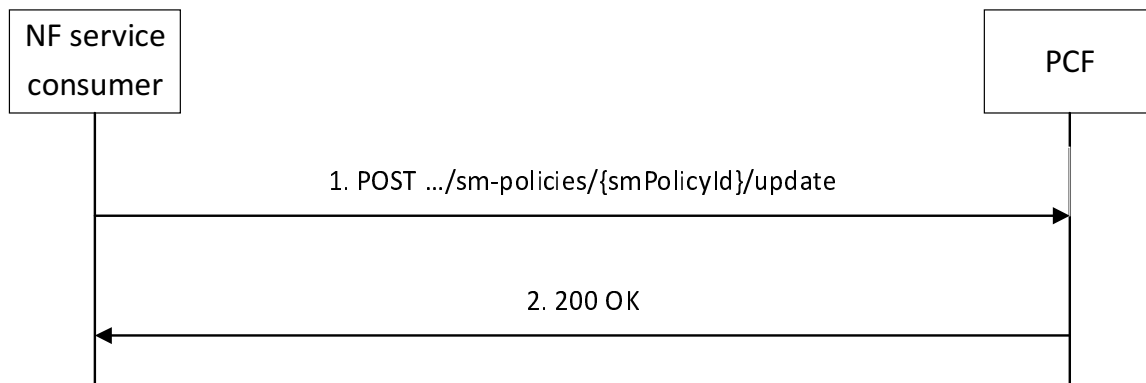 NF service
consumer
PCF
1. POST .../sm-policies/{smPolicyId}/update
2. 200 OK